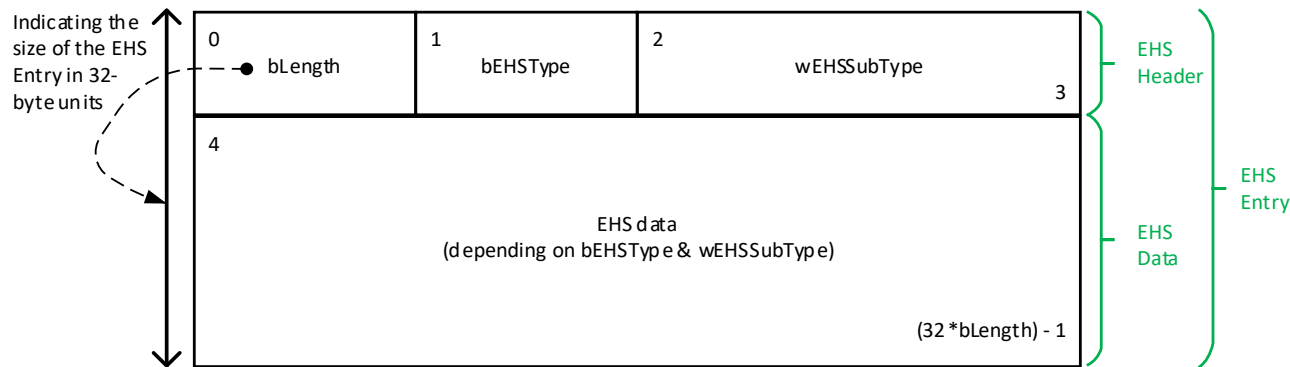 Indicating the
size of the EHS
Entry in 32-
byte units
0
bLength
1
bEHSType
2
wEHSSubType
3
EHS
Header
4
EHS data
(depending on bEHSType & wEHSSubType)
(32*bLength) - 1
EHS
Data
EHS
Entry